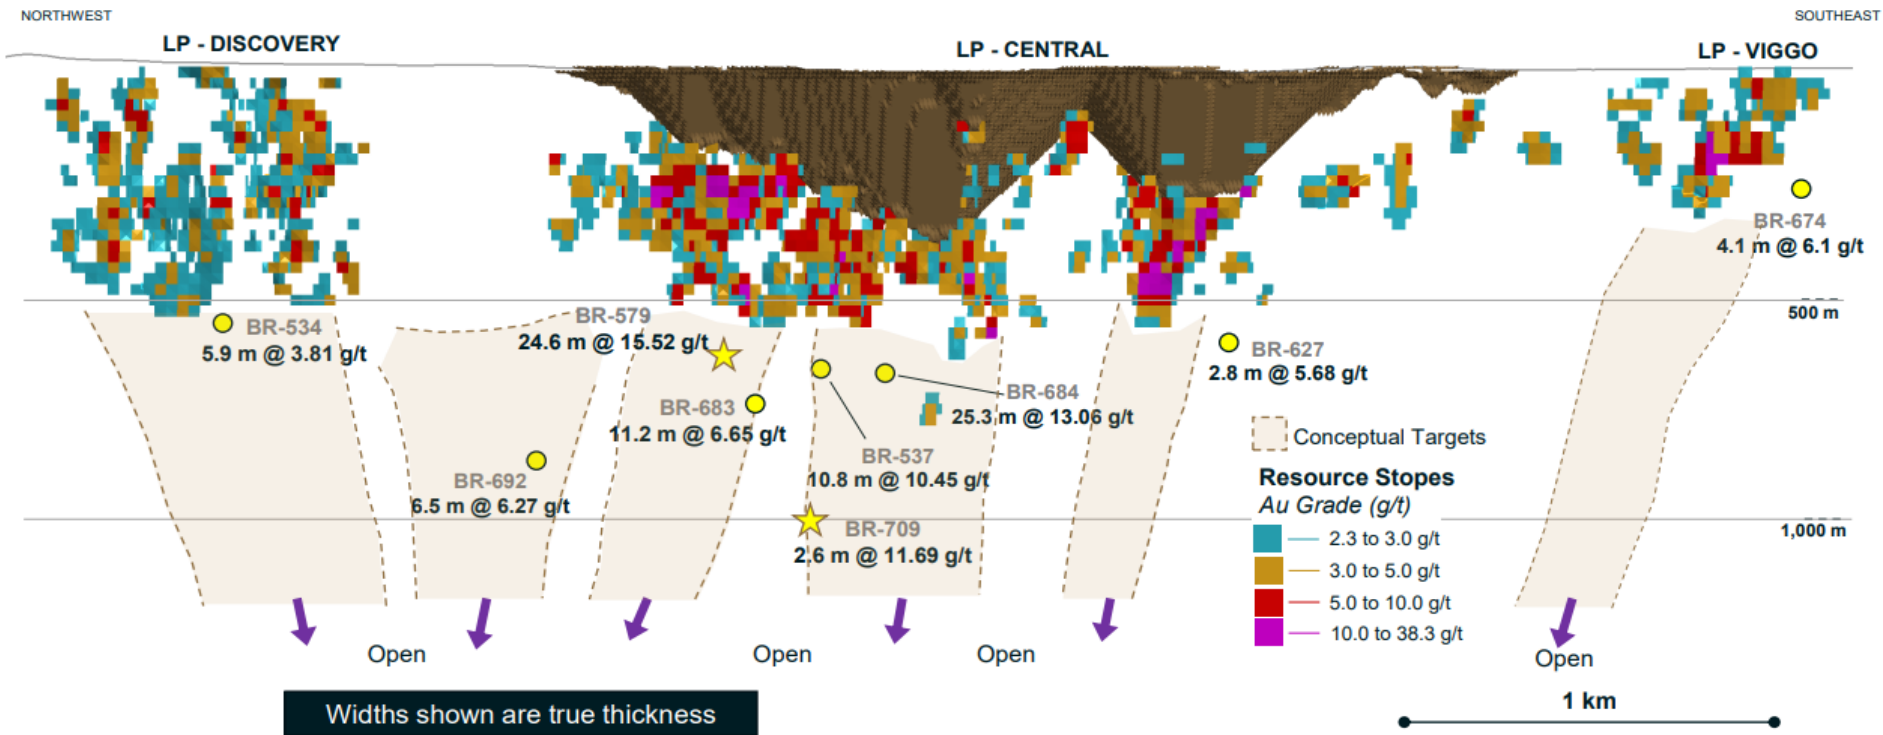 NORTHWEST
SOUTHEAST
LP - DISCOVERY
LP - CENTRAL
LP - VIGGO
BR-674
4.1 m @ 6.1 g/t
500 m
BR-534
5.9 m @ 3.81 g/t
BR-579
24.6 m @ 15.52 g/t
BR-627
2.8 m @ 5.68 g/t
BR-683
11.2 m @ 6.65 g/t
BR-684
25.3 m @ 13.06 g/t
BR-537
10.8 m @ 10.45 g/t
BR-692
6.5 m @ 6.27 g/t
BR-709
2.6 m @ 11.69 g/t
1,000 m
Conceptual Targets
Resource Stopes
Au Grade (g/t)
2.3 to 3.0 g/t
3.0 to 5.0 g/t
5.0 to 10.0 g/t
10.0 to 38.3 g/t
Open
Open
Open
Open
1 km
Widths shown are true thickness